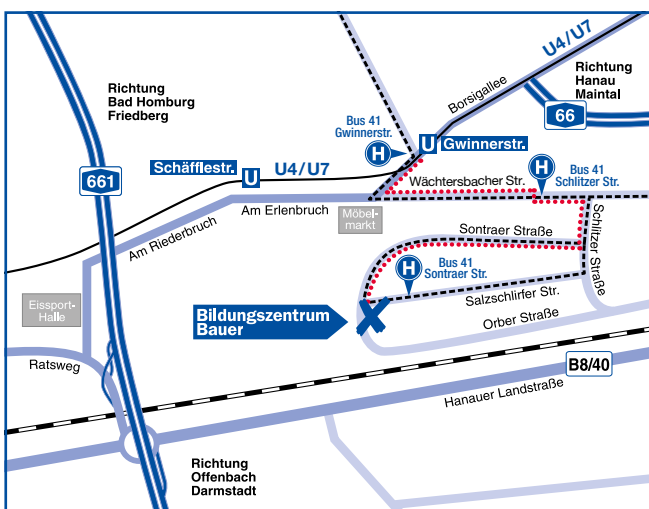 U4/U7
Richtung
Bad Homburg
Friedberg
Borsigallee
Richtung
Hanau
Maintal
66
Bus 41
Gwinnerstr.
H
U
Gwinnerstr.
Schäfflestr.
U
U4/U7
661
Wächtersbacher Str.
H
Bus 41
Schlitzer Str.
Am Erlenbruch
Möbel-
markt
Am Riederbruch
Sontraer Straße
Schlitzer Straße
H
Bus 41
Sontraer Str.
Salzschlirfer Str.
Orber Straße
Eissport-
Halle
Bildungszentrum
Bauer
Ratsweg
B8/40
Hanauer Landstraße
Richtung
Offenbach
Darmstadt